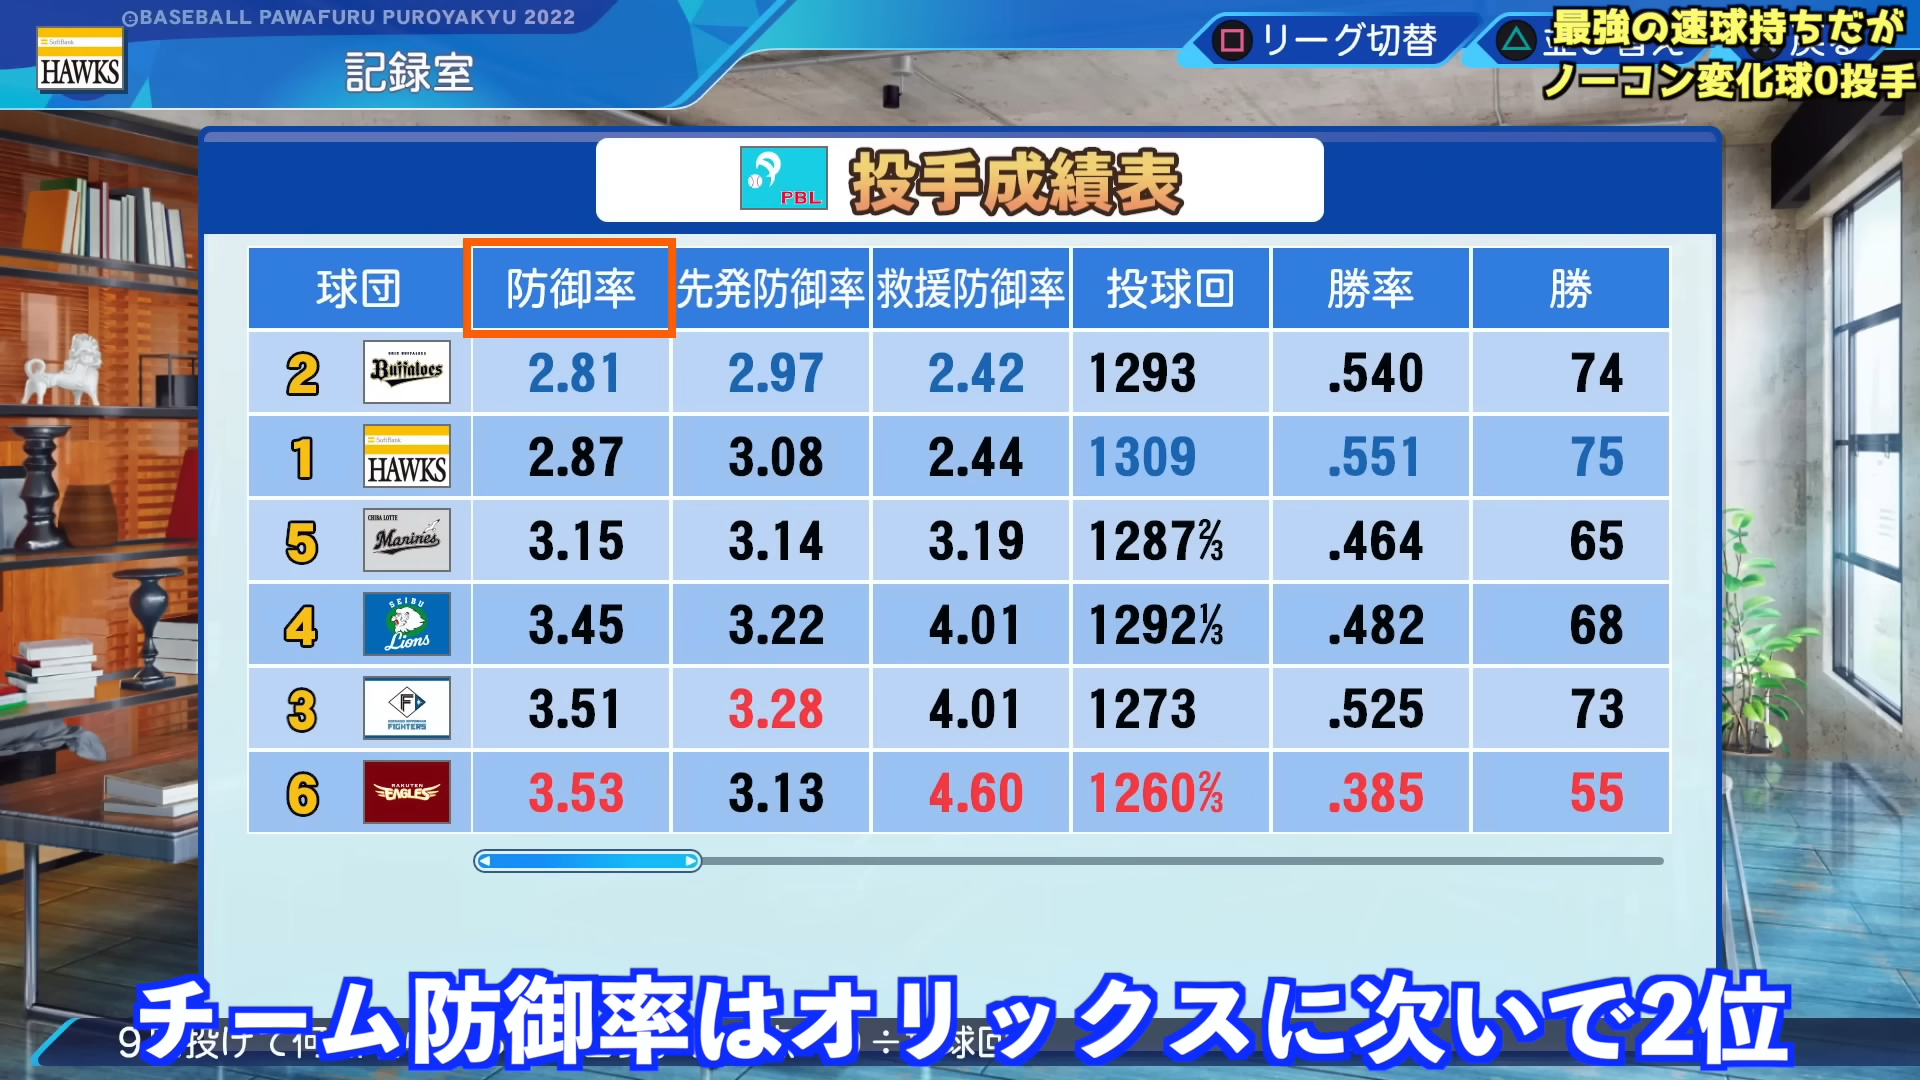 ©BASEBALL PAWAFURU PUROYAKYU 2022
SoftBank
HAWKS
記録室
リーグ切替
最強の速球持ちだが
ノーコン変化球0投手
PBL
投手成績表
球団 防御率 先発防御率 救援防御率 投球回 勝率 勝
2 Buffaloes 2.81 2.97 2.42 1293 .540 74
1 SoftBank HAWKS 2.87 3.08 2.44 1309 .551 75
5 CHIBA LOTTE Marines 3.15 3.14 3.19 1287⅔ .464 65
4 SEIBU Lions 3.45 3.22 4.01 1292⅓ .482 68
3 FIGHTERS 3.51 3.28 4.01 1273 .525 73
6 RAKUTEN EAGLES 3.53 3.13 4.60 1260⅔ .385 55
チーム防御率はオリックスに次いで2位